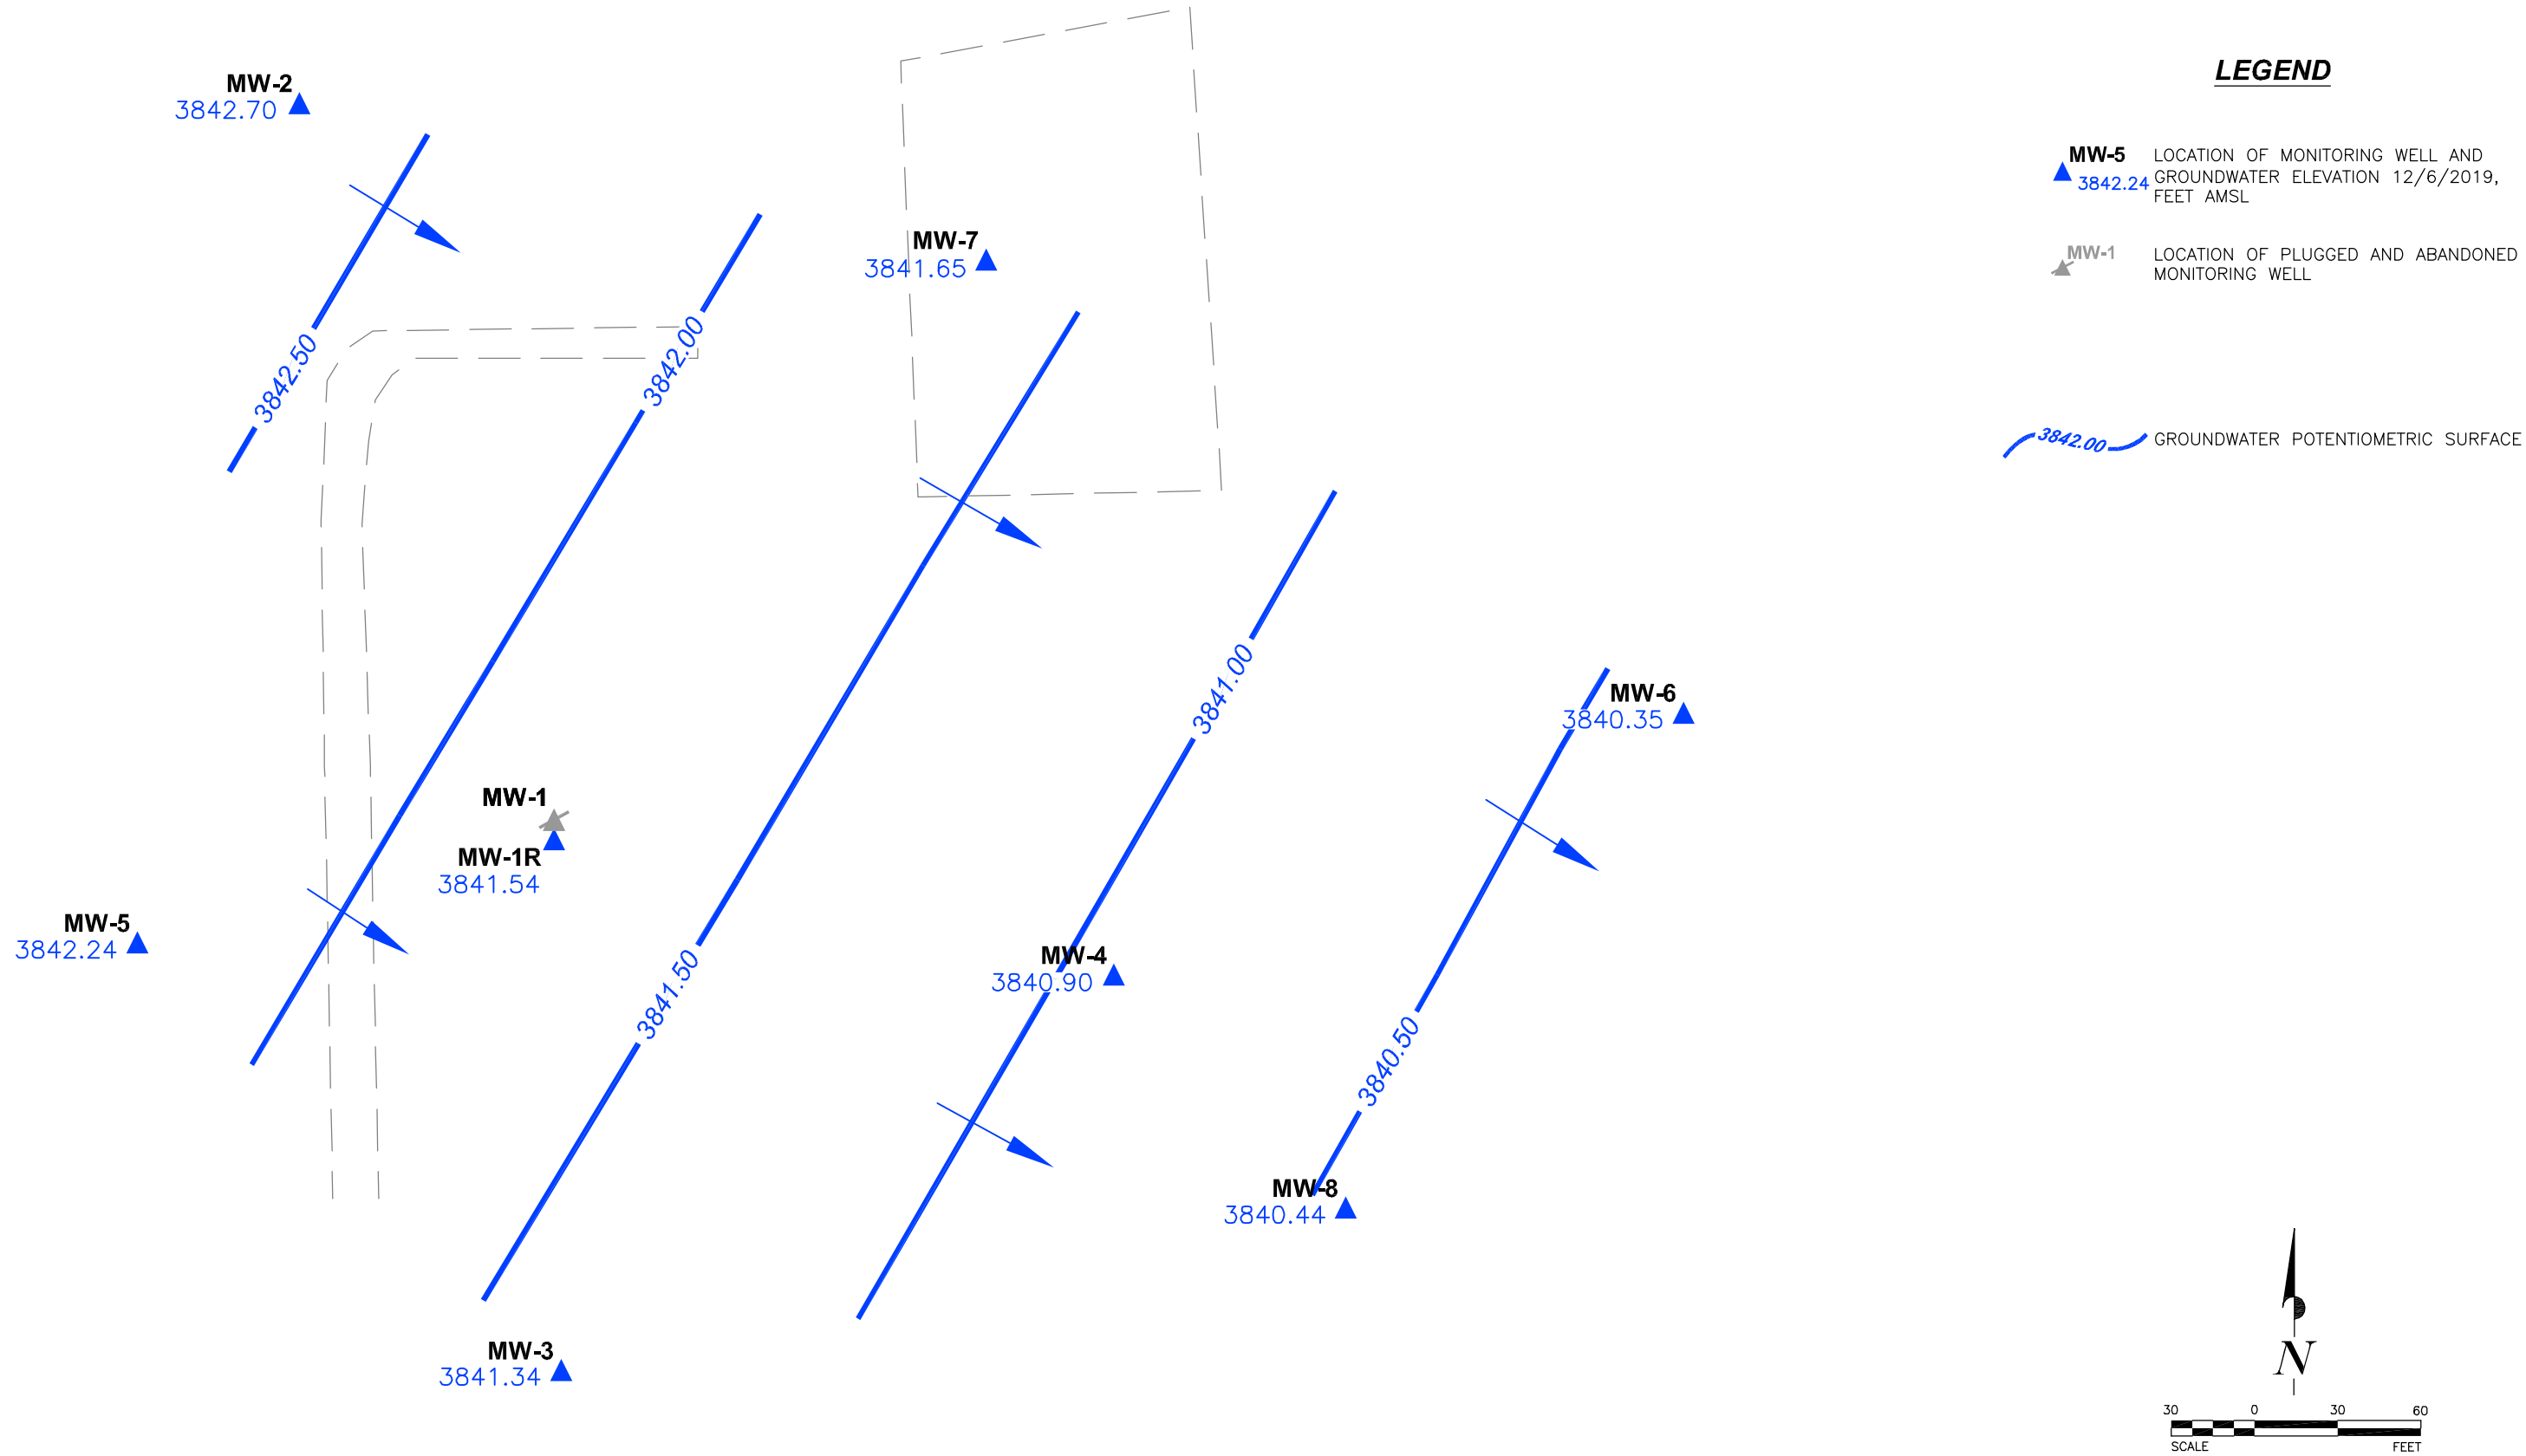 LEGEND
MW-2
3842.70
MW-5
3842.24
LOCATION OF MONITORING WELL AND
GROUNDWATER ELEVATION 12/6/2019,
FEET AMSL
MW-1
LOCATION OF PLUGGED AND ABANDONED
MONITORING WELL
3842.00
GROUNDWATER POTENTIOMETRIC SURFACE
MW-7
3841.65
3842.50
3842.00
3841.00
MW-6
3840.35
MW-1
MW-1R
3841.54
MW-5
3842.24
MW-4
3840.90
3841.50
3840.50
MW-8
3840.44
MW-3
3841.34
N
30 0 30 60
SCALE FEET